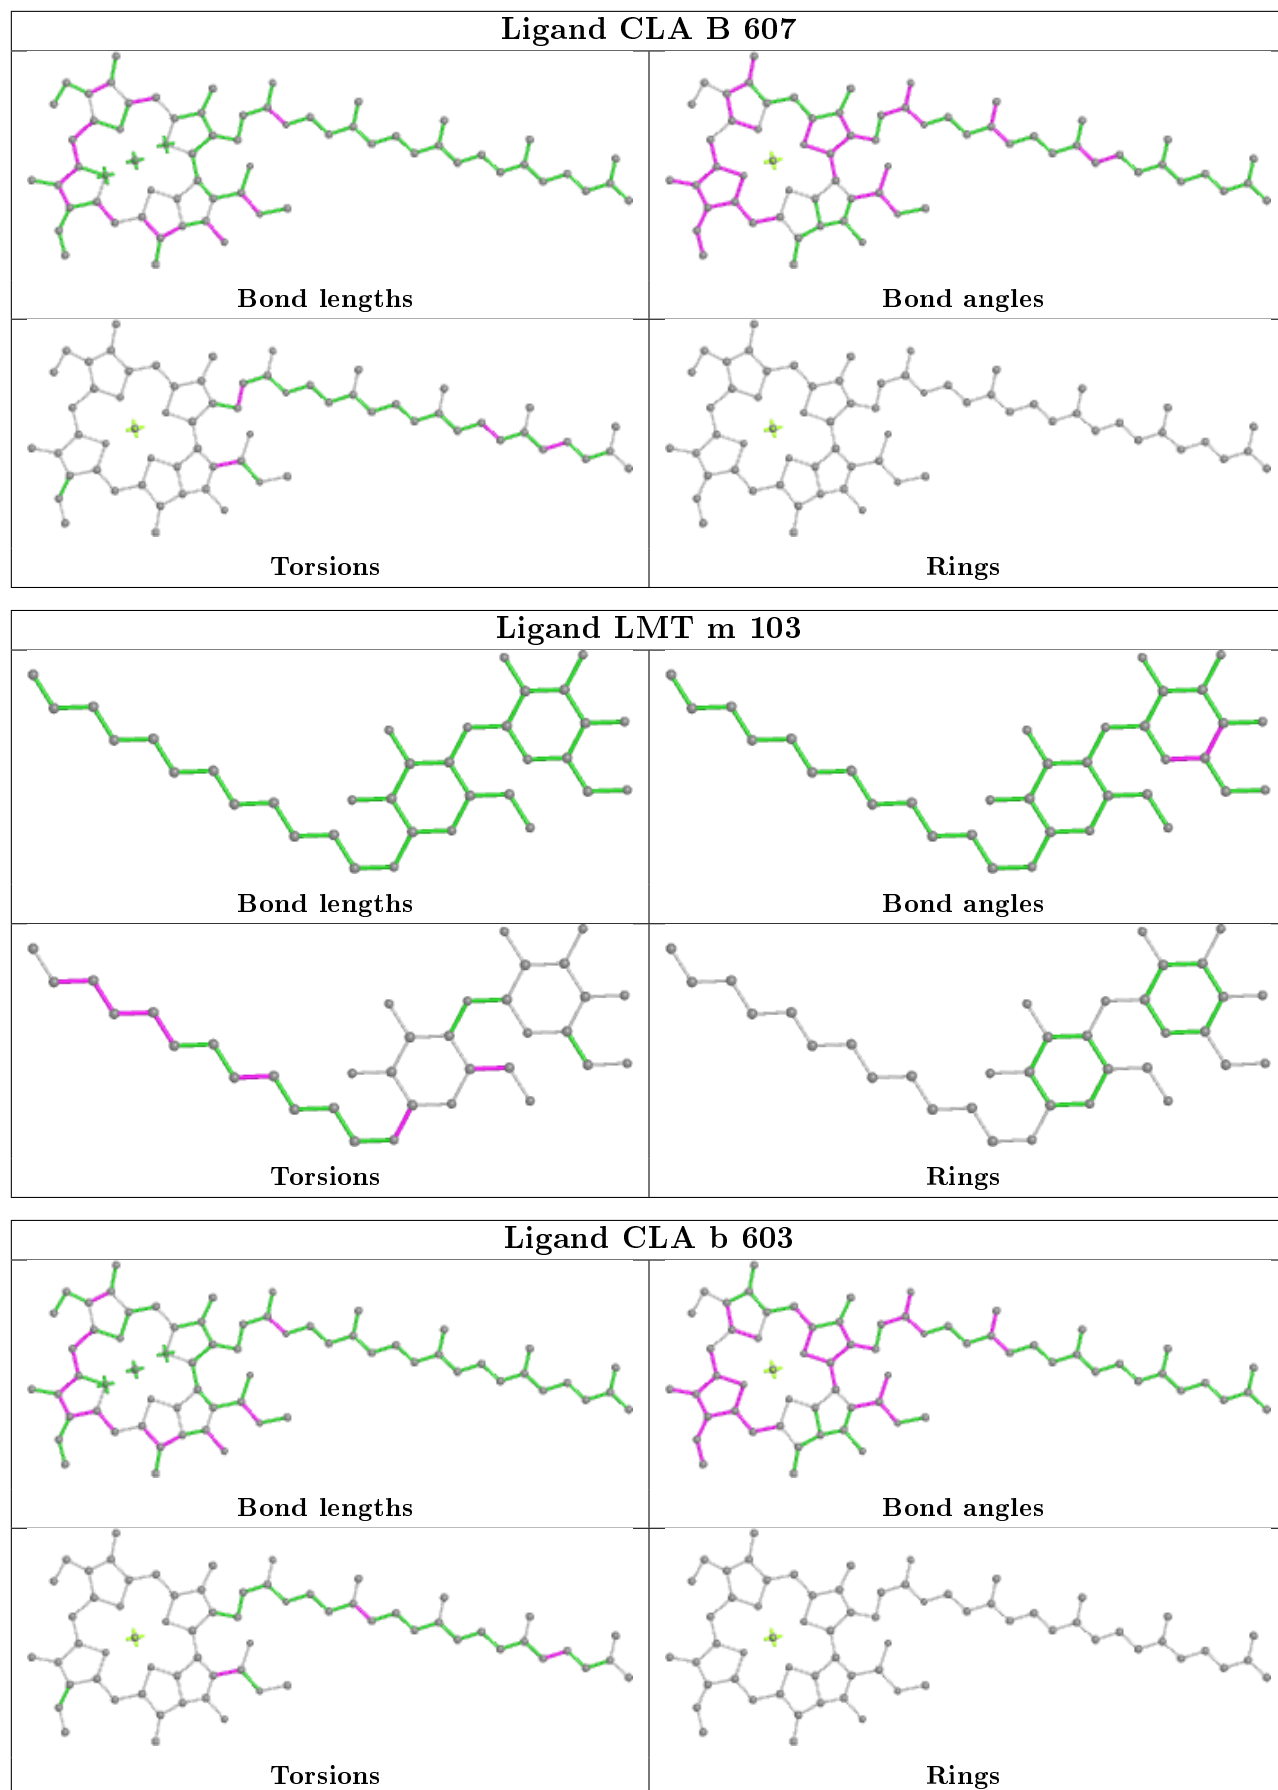 Ligand CLA B 607
Bond lengths
Bond angles
Torsions
Rings
Ligand LMT m 103
Bond lengths
Bond angles
Torsions
Rings
Ligand CLA b 603
Bond lengths
Bond angles
Torsions
Rings